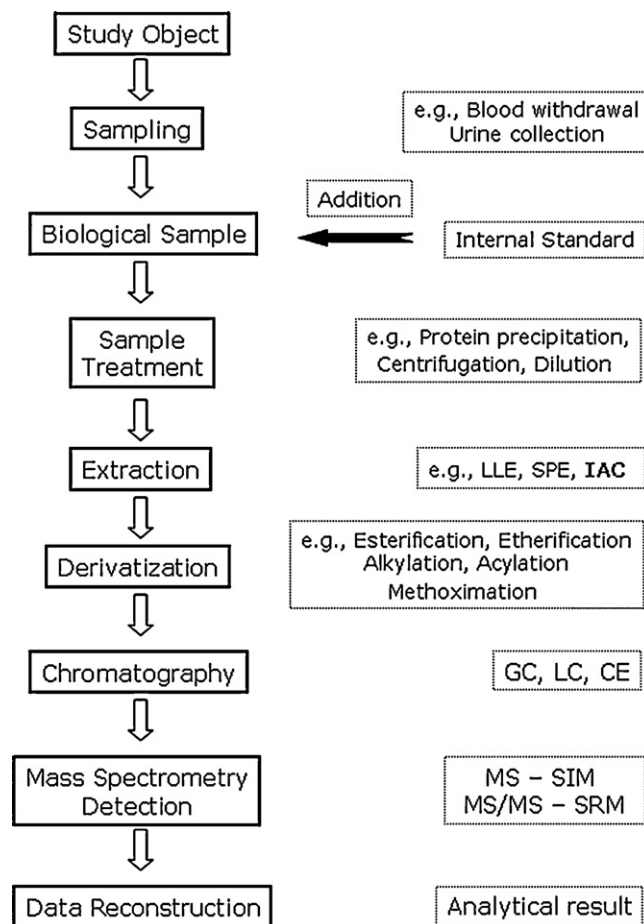 Study Object
Sampling
e.g., Blood withdrawal
Urine collection
Addition
Biological Sample
Internal Standard
Sample
Treatment
e.g., Protein precipitation,
Centrifugation, Dilution
Extraction
e.g., LLE, SPE, IAC
Derivatization
e.g., Esterification, Etherification
Alkylation, Acylation
Methoximation
Chromatography
GC, LC, CE
Mass Spectrometry
Detection
MS – SIM
MS/MS – SRM
Data Reconstruction
Analytical result